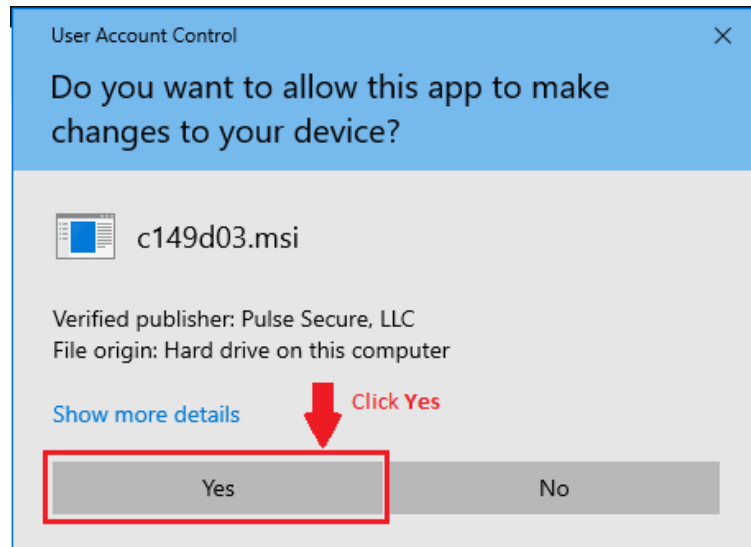 User Account Control
Do you want to allow this app to make
changes to your device?
c149d03.msi
Verified publisher: Pulse Secure, LLC
File origin: Hard drive on this computer
Show more details
Click Yes
Yes
No